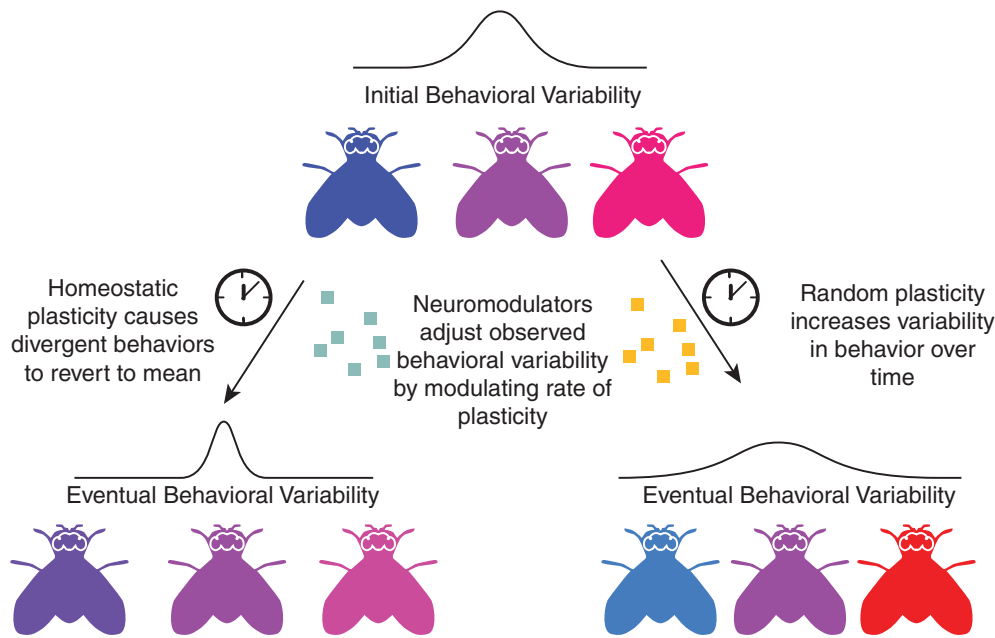 Initial Behavioral Variability
Homeostatic
plasticity causes
divergent behaviors
to revert to mean
Neuromodulators
adjust observed
behavioral variability
by modulating rate of
plasticity
Random plasticity
increases variability
in behavior over
time
Eventual Behavioral Variability
Eventual Behavioral Variability